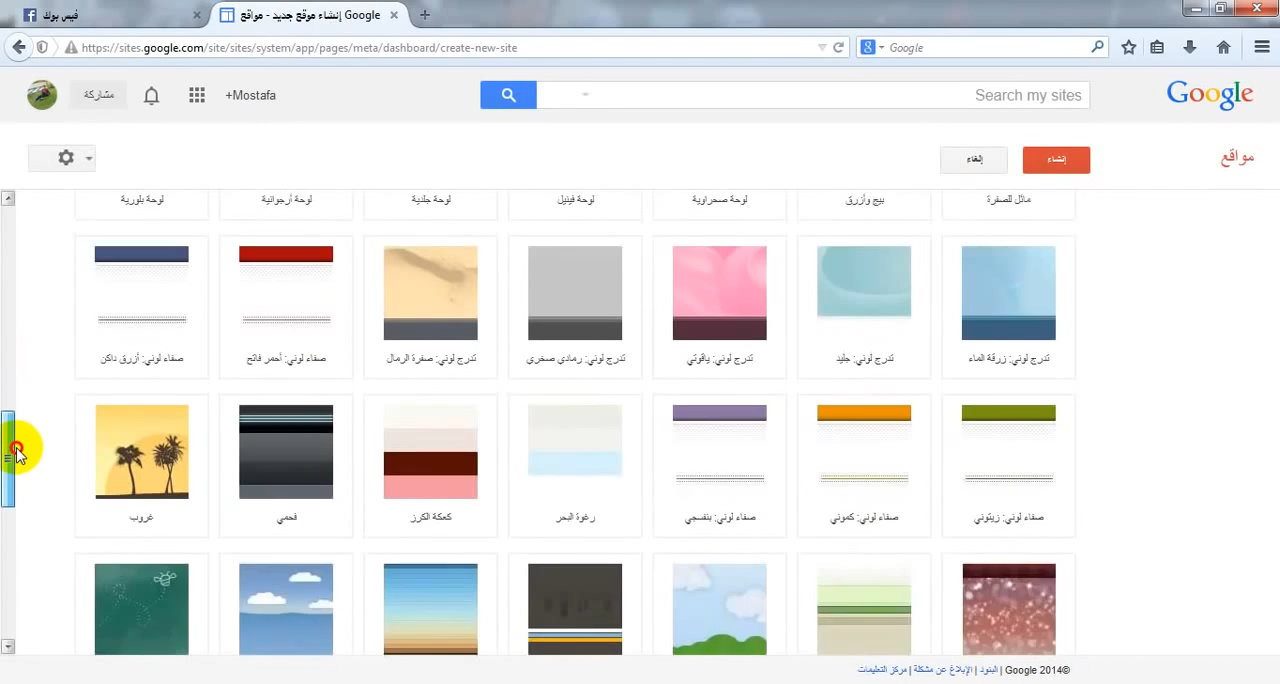 فيس بوك
إنشاء موقع جديد - مواقع Google
https://sites.google.com/site/sites/system/app/pages/meta/dashboard/create-new-site
Google
مشاركة
+Mostafa
Search my sites
Google
مواقع
إنشاء
إلغاء
مائل للصفرة
بيج وأزرق
لوحة صحراوية
لوحة فينيل
لوحة جلدية
لوحة أرجوانية
لوحة بلورية
تدرج لوني: زرقة الماء
تدرج لوني: جليد
تدرج لوني: ياقوتي
تدرج لوني: رمادي صخري
تدرج لوني: صفرة الرمال
صفاء لوني: أحمر فاتح
صفاء لوني: أزرق داكن
صفاء لوني: زيتوني
صفاء لوني: كموني
صفاء لوني: بنفسجي
رغوة البحر
كعكة الكرز
فحمي
غروب
Google 2014© | البنود | الإبلاغ عن مشكلة | مركز التعليمات